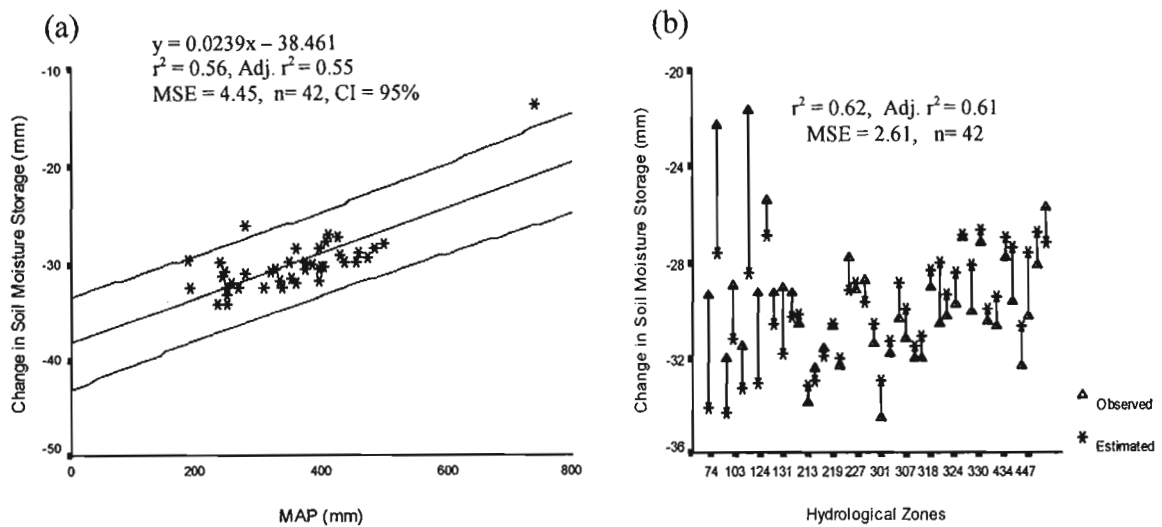 (a)
y = 0.0239x – 38.461
r² = 0.56, Adj. r² = 0.55
MSE = 4.45, n= 42, CI = 95%
Change in Soil Moisture Storage (mm)
-10
-20
-30
-40
-50
0
200
400
600
800
MAP (mm)
(b)
r² = 0.62, Adj. r² = 0.61
MSE = 2.61, n= 42
Change in Soil Moisture Storage (mm)
-20
-24
-28
-32
-36
74 103 124 131 213 219 227 301 307 318 324 330 434 447
Hydrological Zones
Observed
Estimated